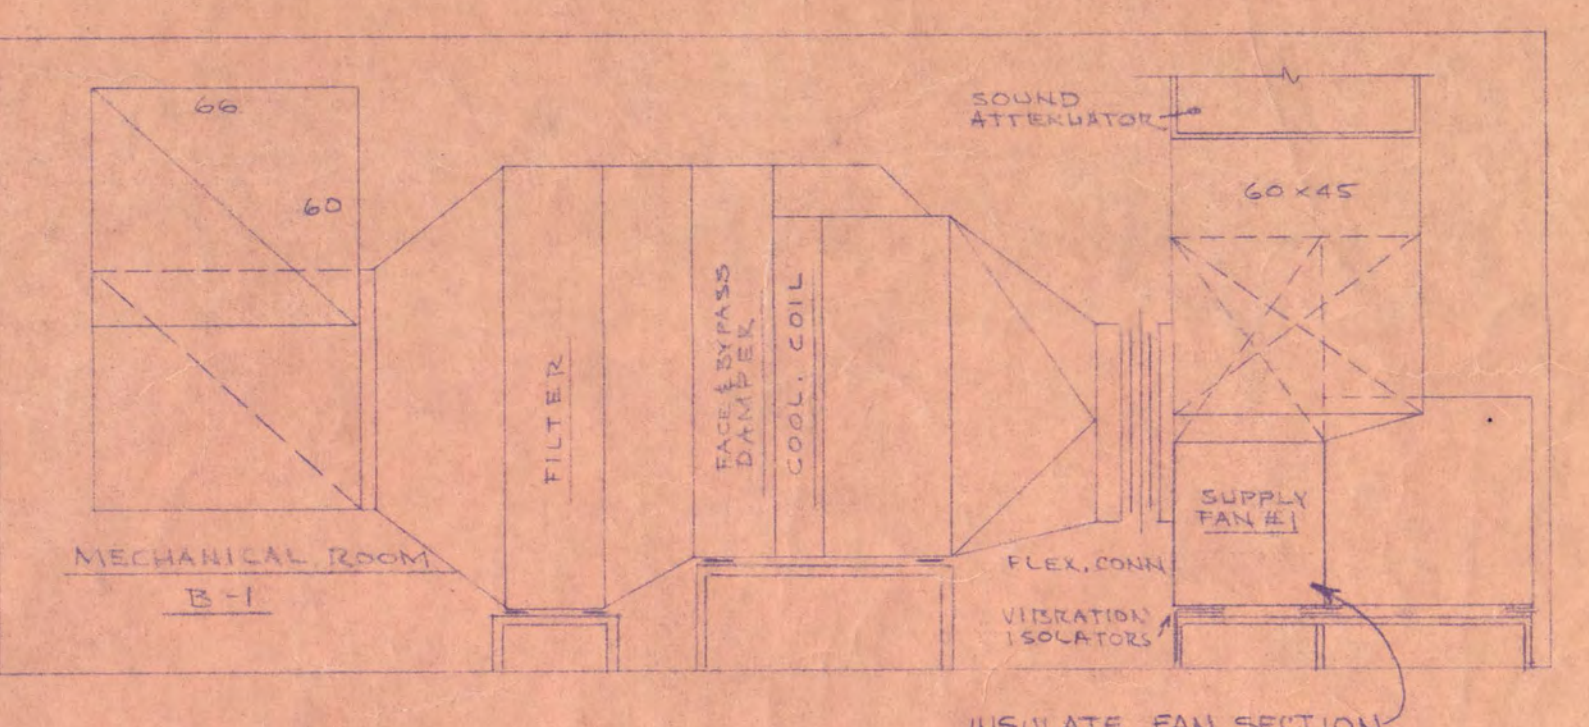 66
60
SOUND
ATTENUATOR
60 x 45
FILTER
FACE & BYPASS
DAMPER
COOL. COIL
SUPPLY
FAN #1
MECHANICAL ROOM
B-1
FLEX. CONN
VIBRATION
ISOLATORS
INSULATE FAN SECTION